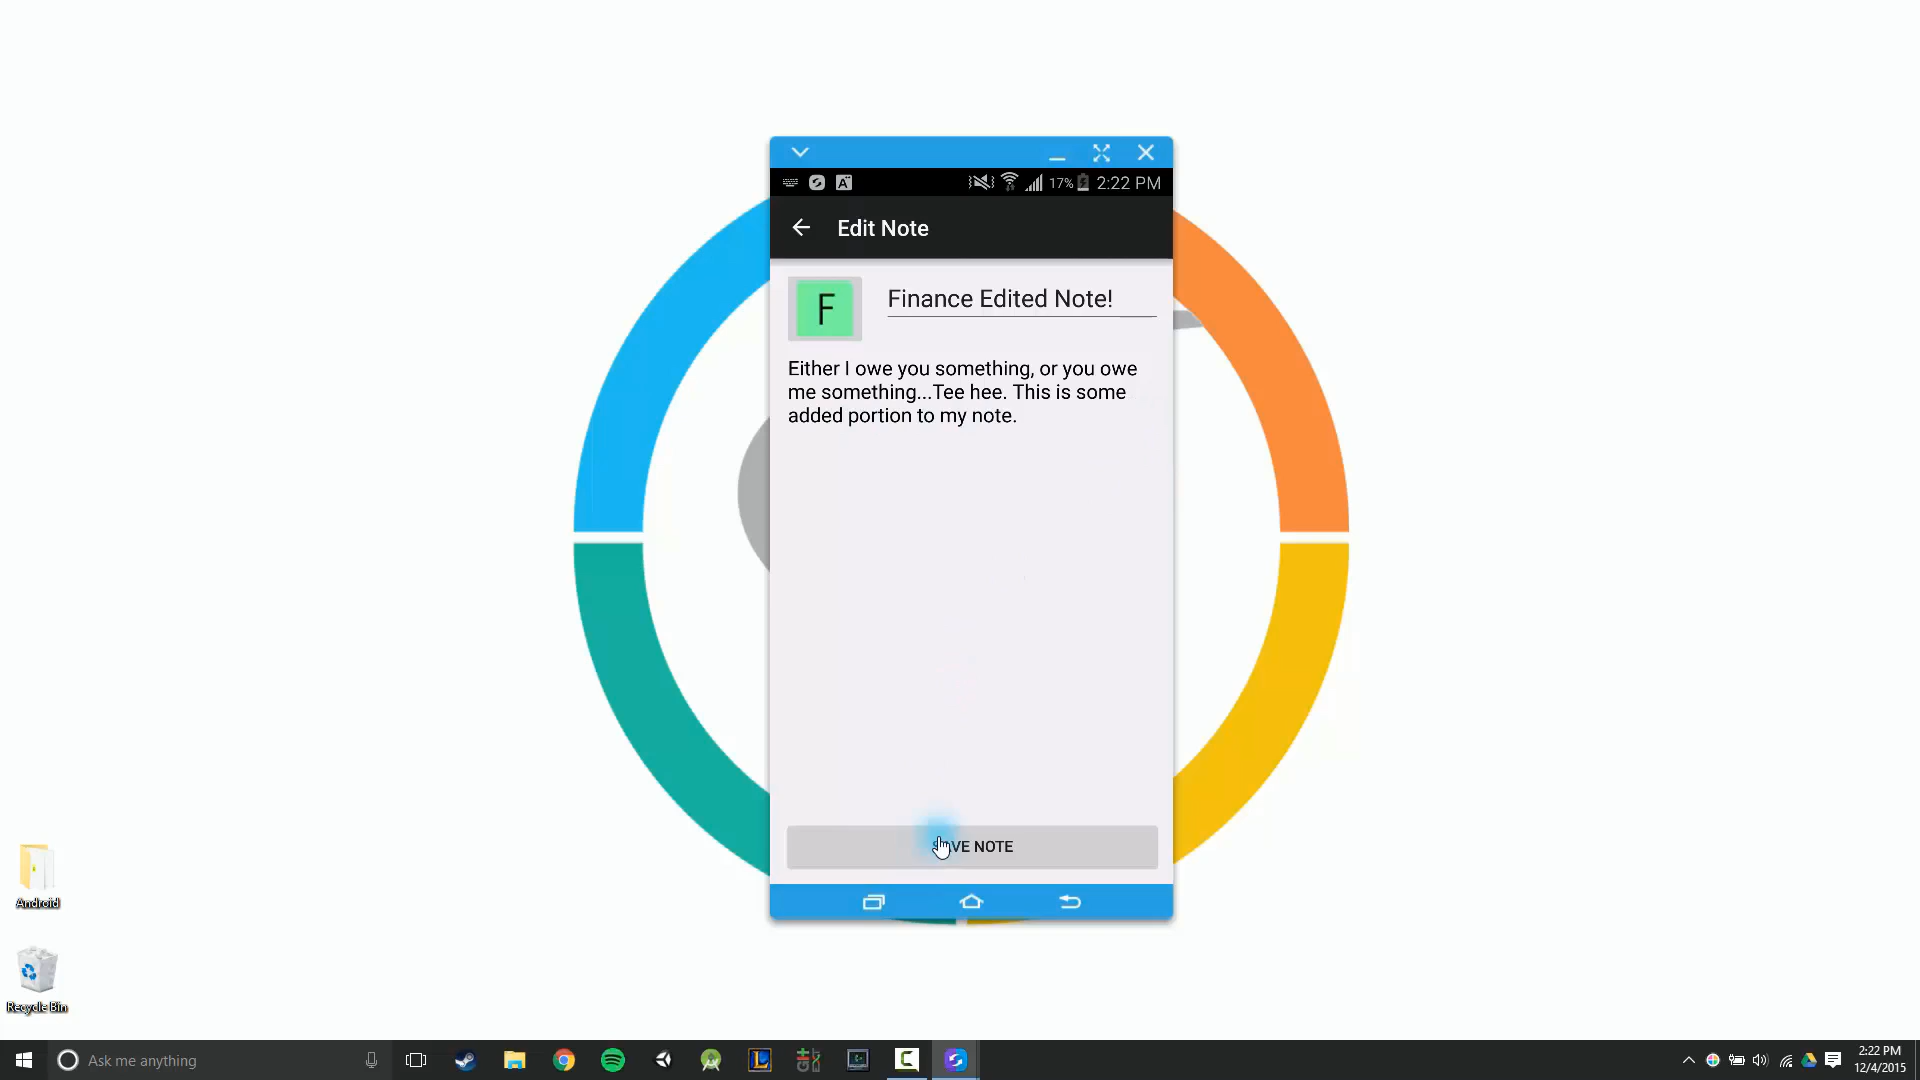 17% 2:22 PM
Edit Note
F
Finance Edited Note!
Either I owe you something, or you owe
me something...Tee hee. This is some
added portion to my note.
VE NOTE
Android
Recycle Bin
Ask me anything
2:22 PM
12/4/2015